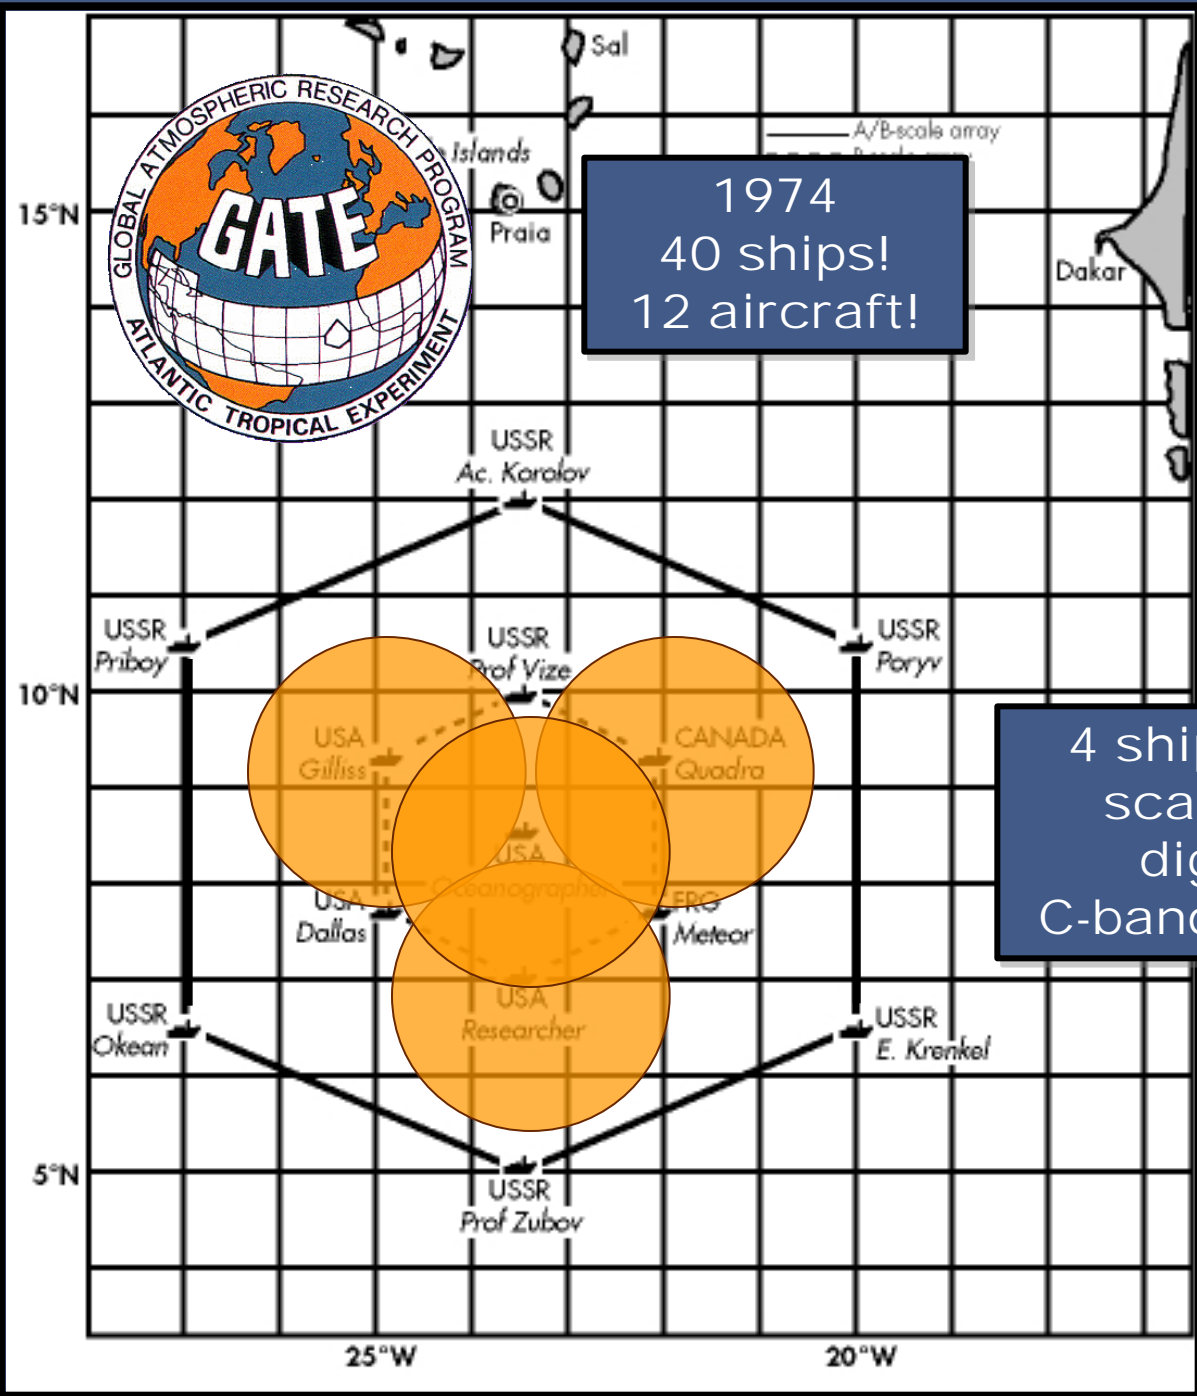 Sal
GLOBAL ATMOSPHERIC RESEARCH PROGRAM
ATLANTIC TROPICAL EXPERIMENT
GATE
A/B-scale array
Islands
1974
40 ships!
12 aircraft!
15°N
Praia
Dakar
USSR
Ac. Korolov
USSR
Priboy
USSR
Prof Vize
USSR
Poryv
10°N
USA
Gilliss
CANADA
Quadra
4 ship
sca
dig
C-band
USA
Oceanographer
USA
Dallas
FRG
Meteor
USA
Researcher
USSR
Okean
USSR
E. Krenkel
5°N
USSR
Prof Zubov
25°W
20°W